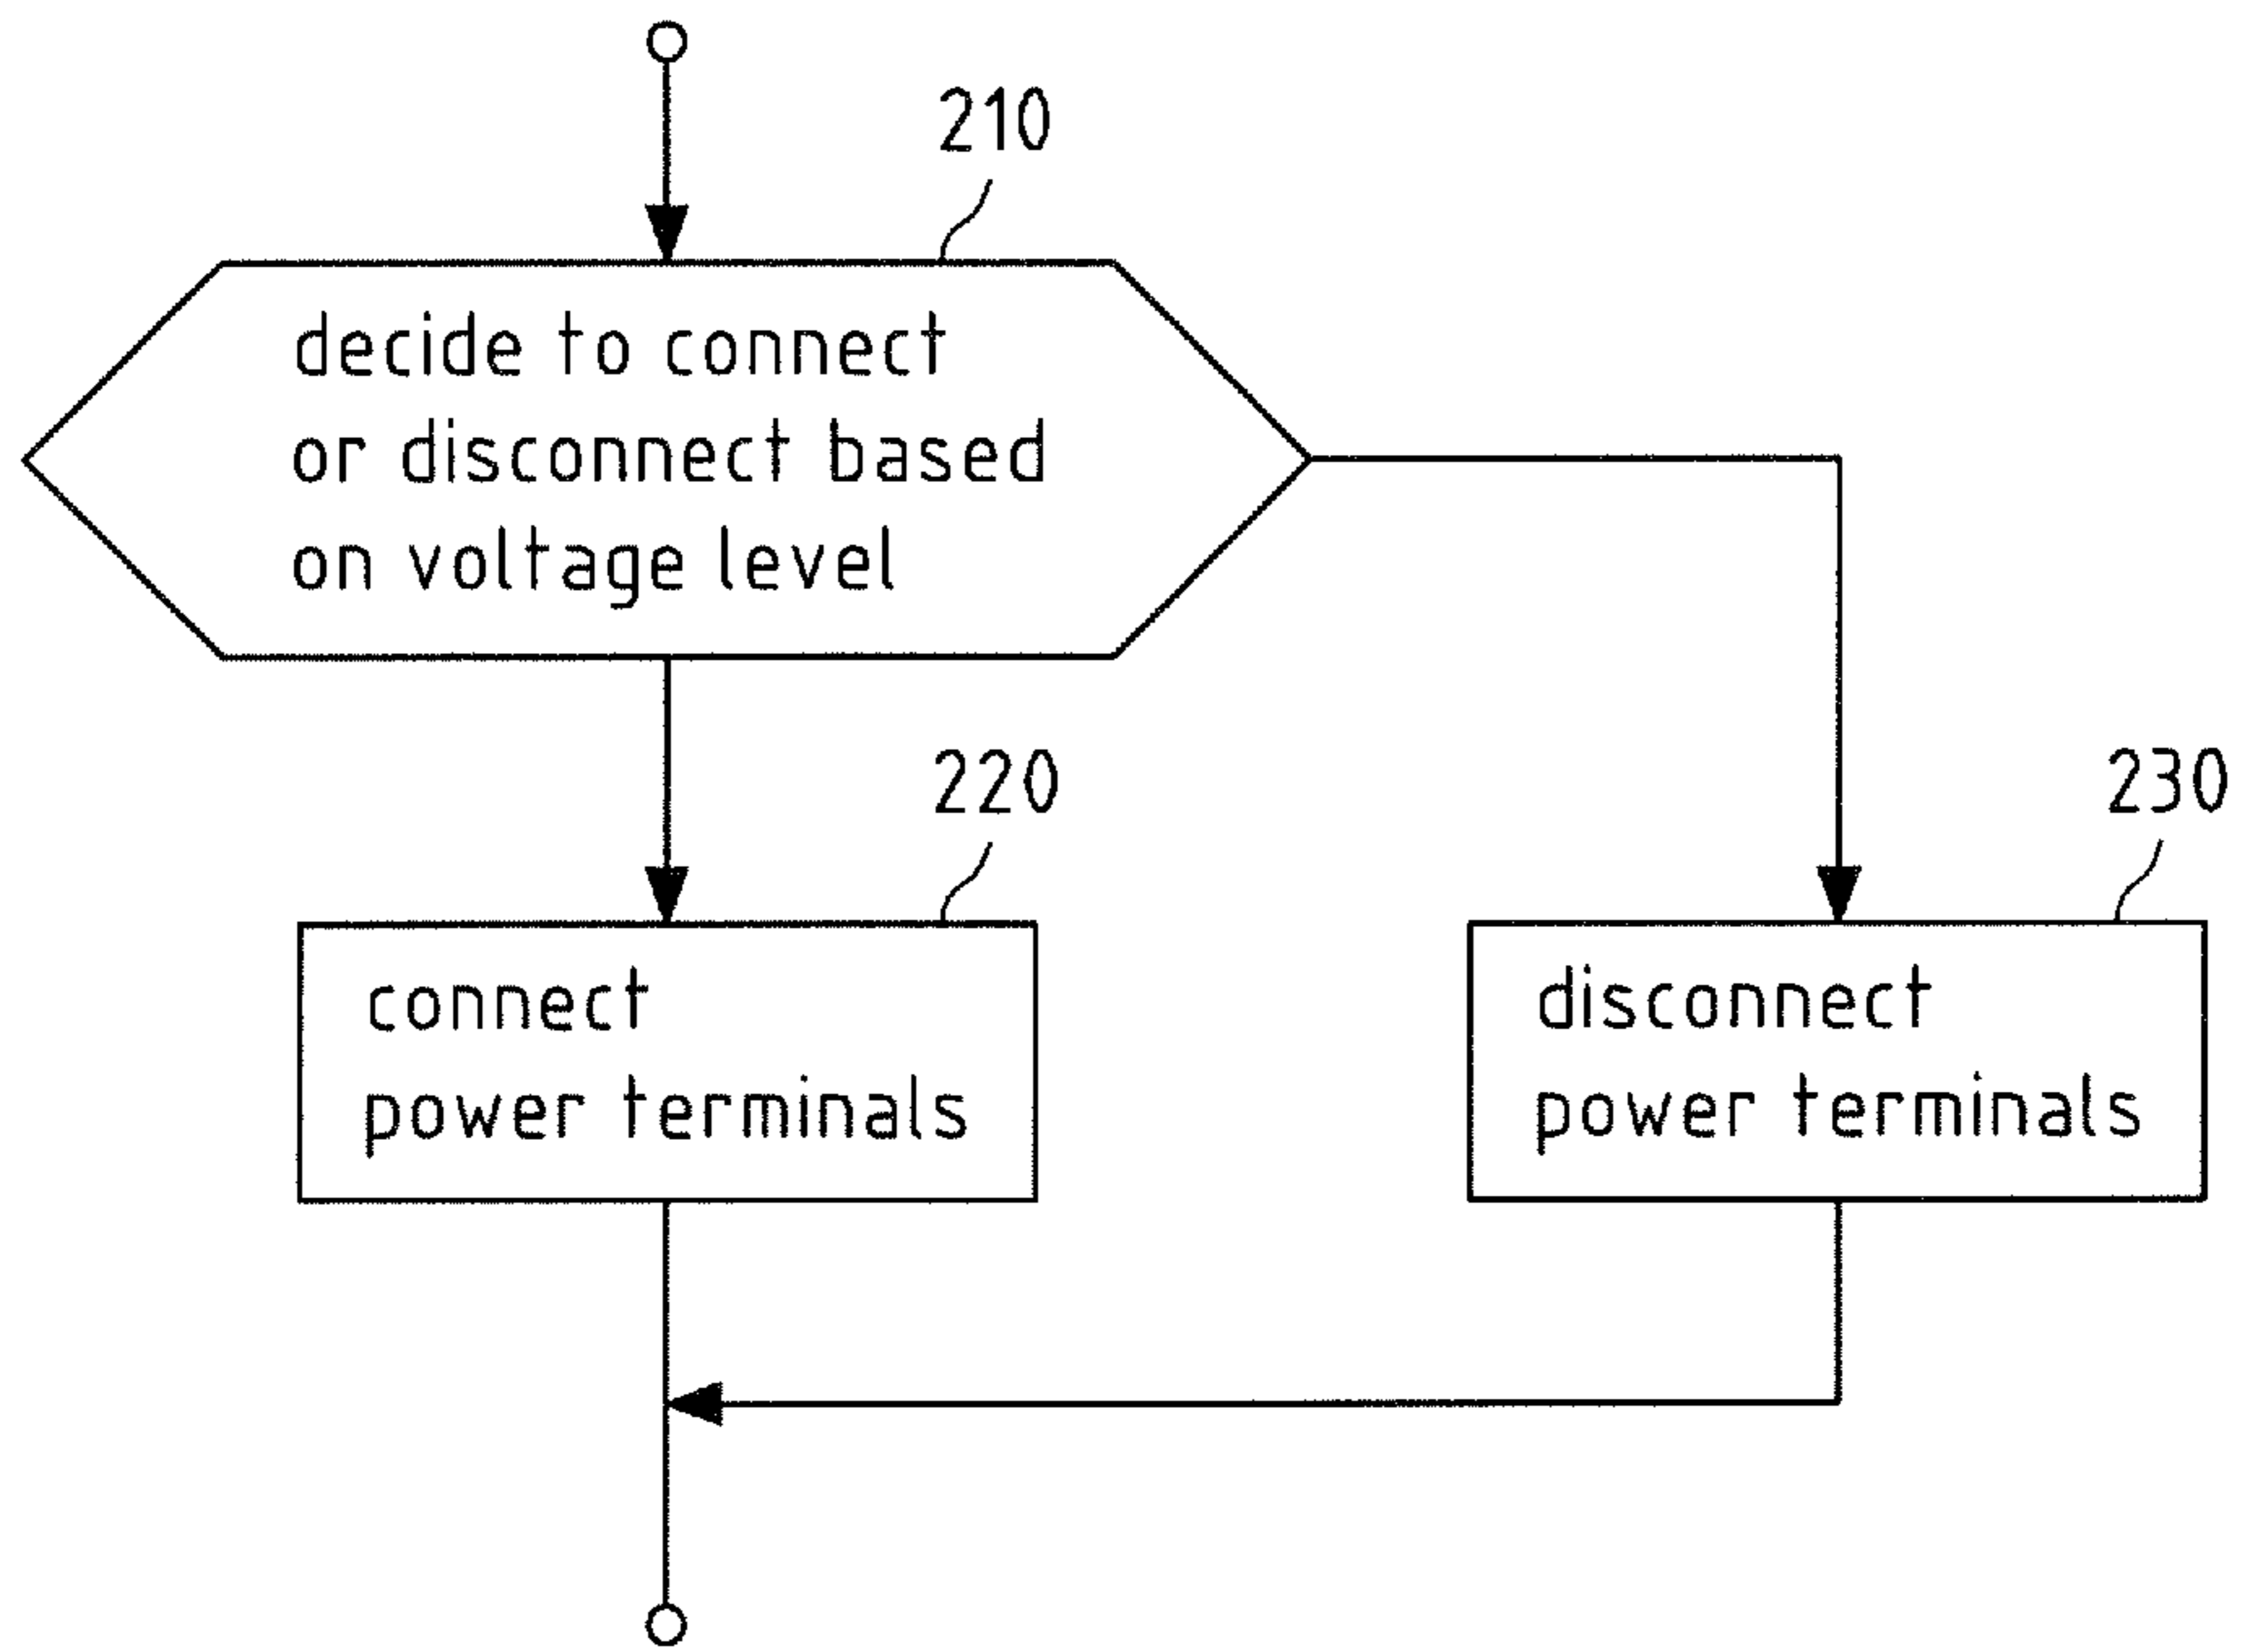 210
decide to connect
or disconnect based
on voltage level
220
230
connect
power terminals
disconnect
power terminals